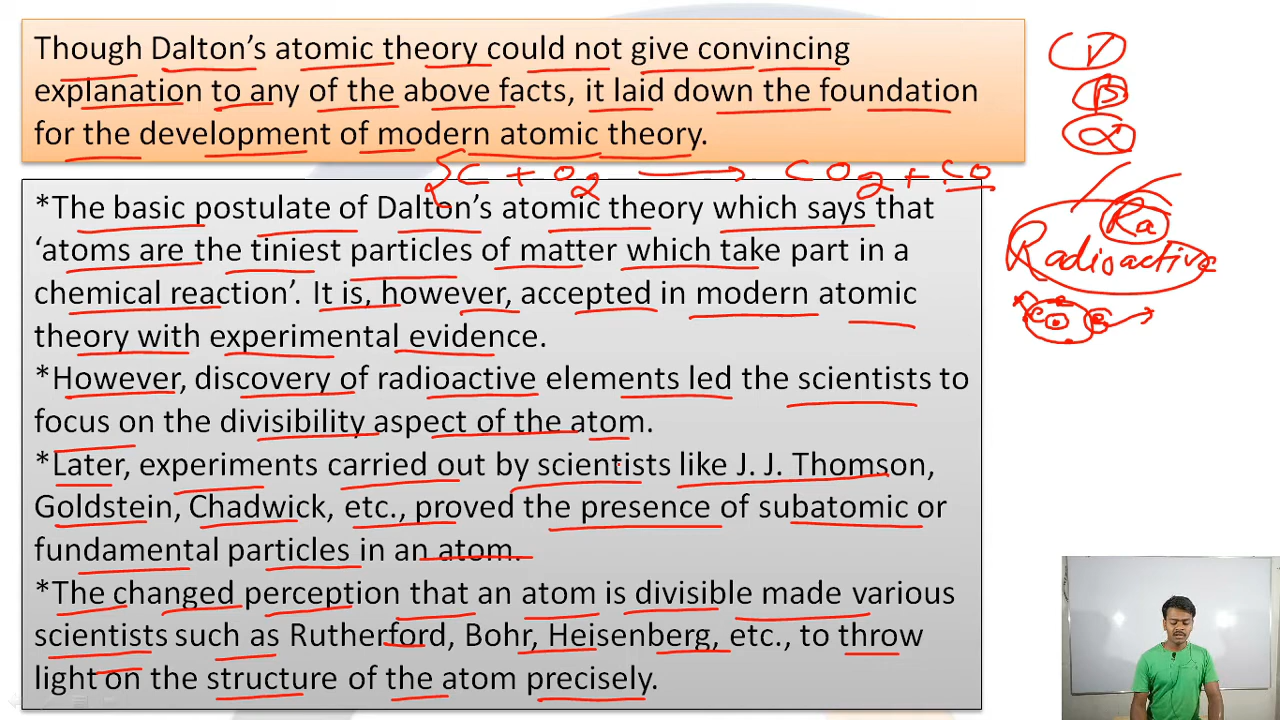 Though Dalton's atomic theory could not give convincing
explanation to any of the above facts, it laid down the foundation
for the development of modern atomic theory.
C + O2 → CO2 + CO
*The basic postulate of Dalton's atomic theory which says that
'atoms are the tiniest particles of matter which take part in a
chemical reaction'. It is, however, accepted in modern atomic
theory with experimental evidence.
*However, discovery of radioactive elements led the scientists to
focus on the divisibility aspect of the atom.
*Later, experiments carried out by scientists like J. J. Thomson,
Goldstein, Chadwick, etc., proved the presence of subatomic or
fundamental particles in an atom.
*The changed perception that an atom is divisible made various
scientists such as Rutherford, Bohr, Heisenberg, etc., to throw
light on the structure of the atom precisely.
β
α
Ra
Radioactive